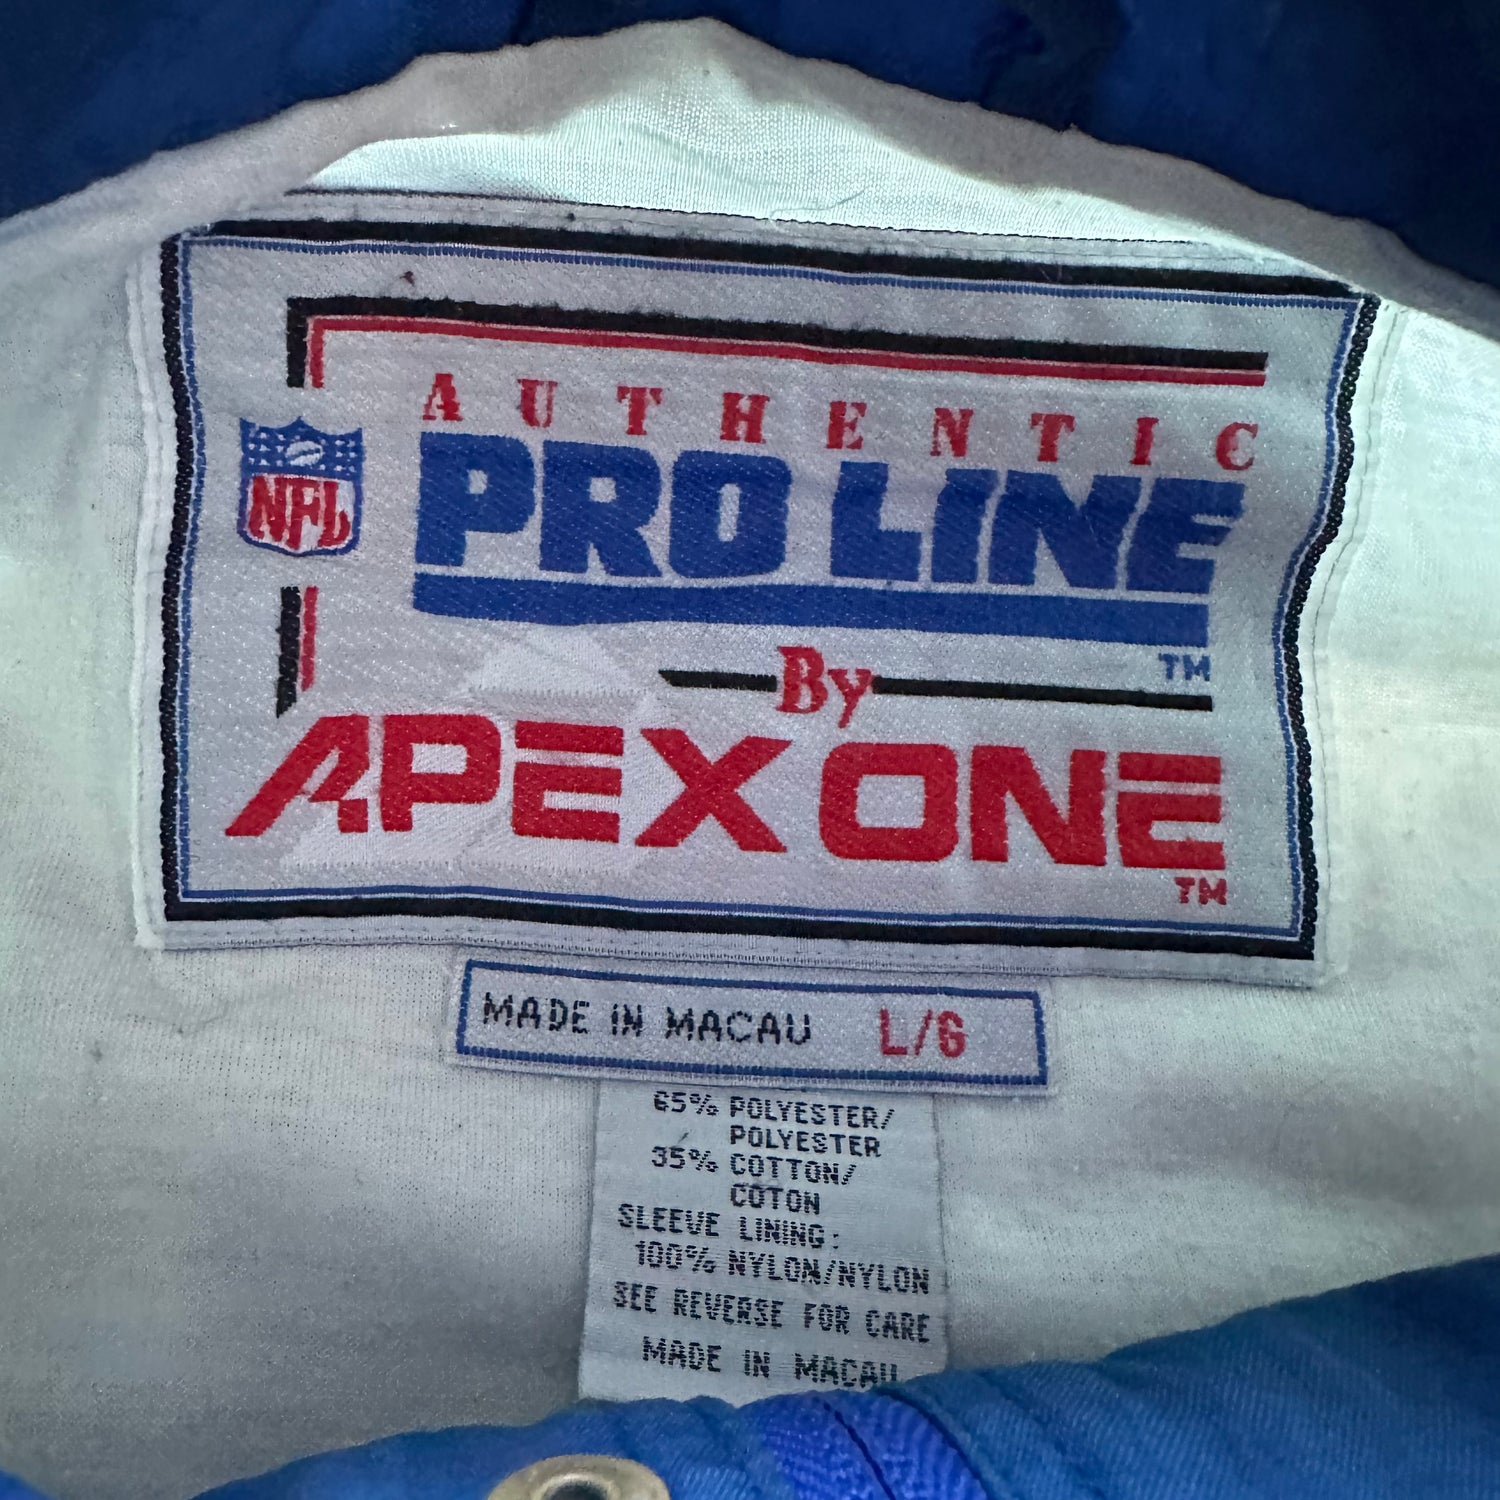 AUTHENTIC
PRO LINE
TM
NFL
By
APEX ONE
TM
MADE IN MACAU L/G
65% POLYESTER/
POLYESTER
35% COTTON/
COTON
SLEEVE LINING:
100% NYLON/NYLON
SEE REVERSE FOR CARE
MADE IN MACAU